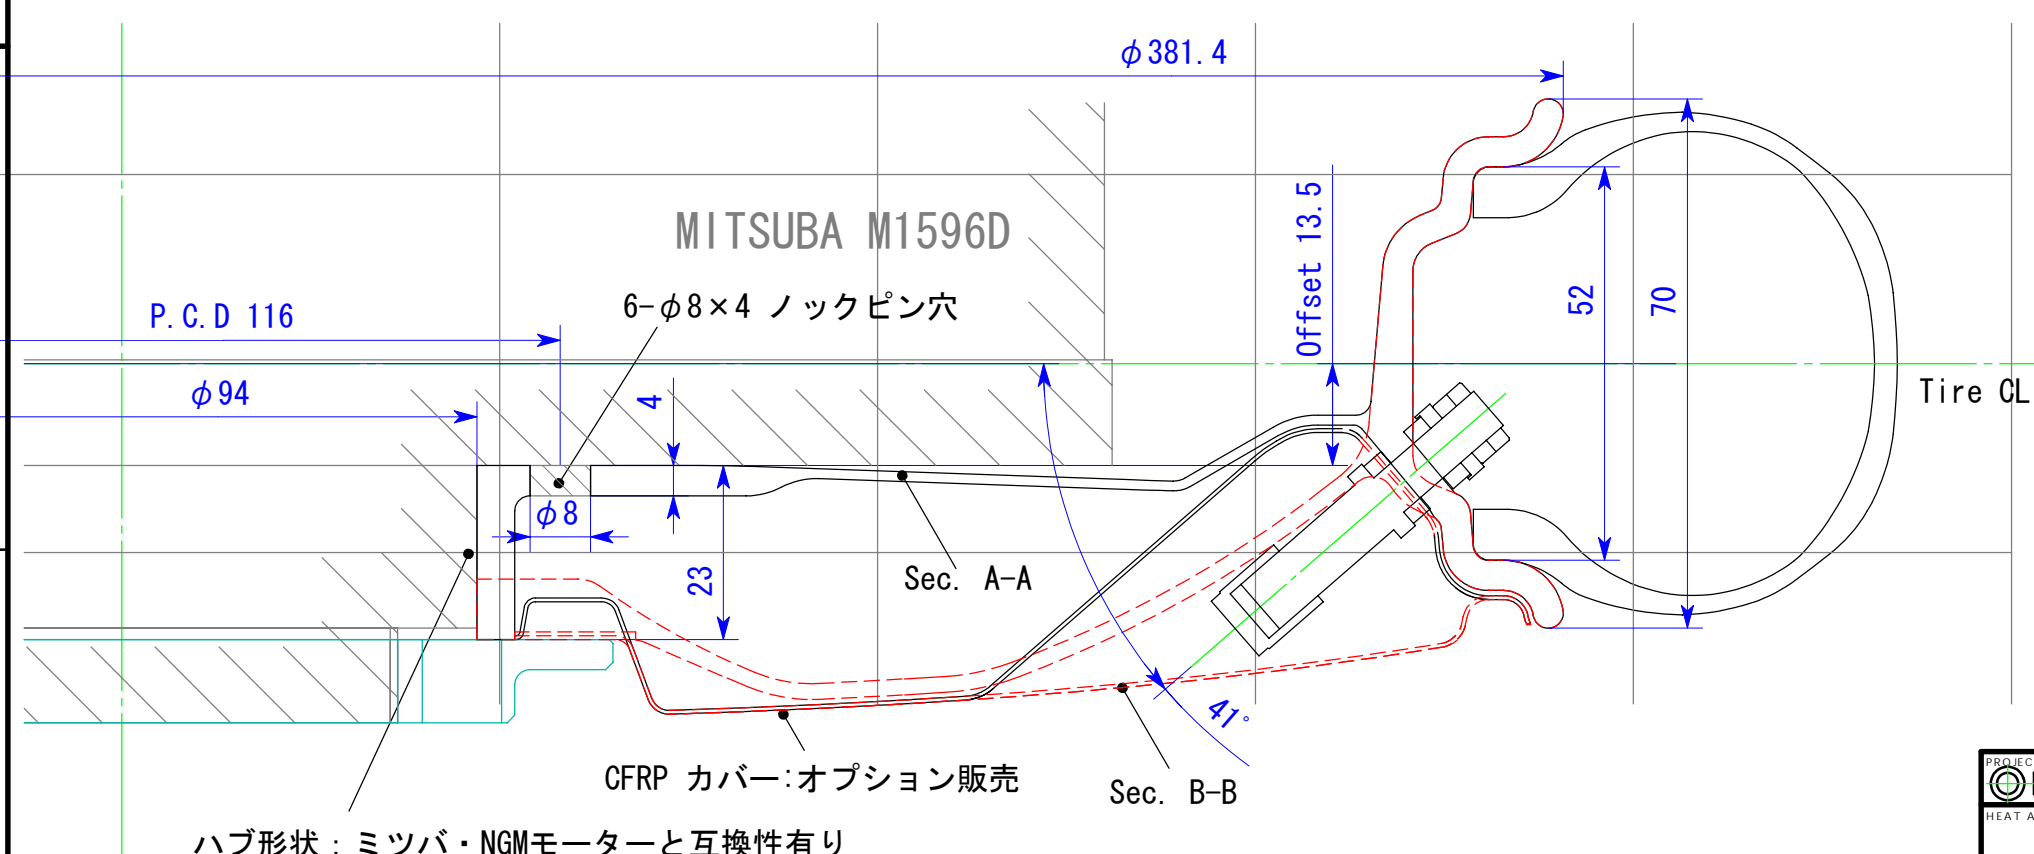 φ381.4
MITSUBA M1596D
Offset 13.5
6-φ8×4 ノックピン穴
P.C.D 116
52
70
φ94
4
Tire CL
φ8
23
Sec. A-A
41°
CFRP カバー:オプション販売
Sec. B-B
ハブ形状：ミツバ・NGMモーターと互換性有り
PROJEC
HEAT A